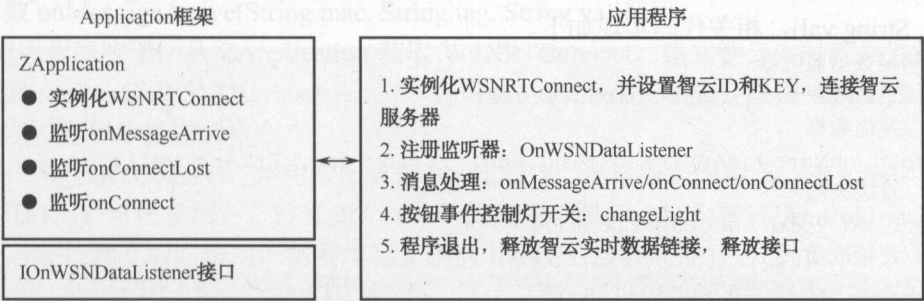 Application框架
ZApplication
● 实例化WSNRTConnect
● 监听onMessageArrive
● 监听onConnectLost
● 监听onConnect
IOnWSNDataListener接口
应用程序
1. 实例化WSNRTConnect，并设置智云ID和KEY，连接智云
服务器
2. 注册监听器：OnWSNDataListener
3. 消息处理：onMessageArrive/onConnect/onConnectLost
4. 按钮事件控制灯开关：changeLight
5. 程序退出，释放智云实时数据链接，释放接口